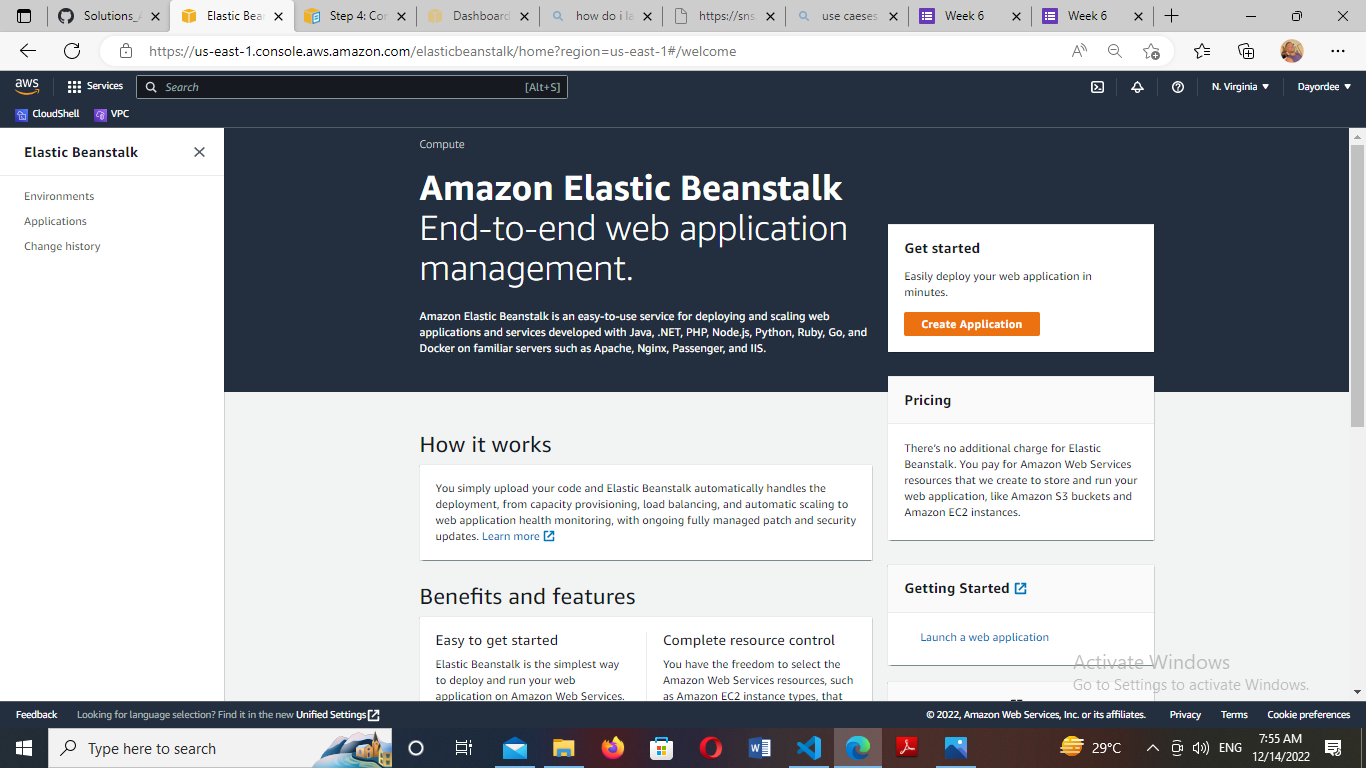 Solutions_A
Elastic Bea
Step 4: Cor
Dashboard
how do i la
https://sns.
use caeses
Week 6
Week 6
https://us-east-1.console.aws.amazon.com/elasticbeanstalk/home?region=us-east-1#/welcome
aws
Services
Search
[Alt+S]
N. Virginia
Dayordee
CloudShell
VPC
Elastic Beanstalk
Environments
Applications
Change history
Compute
Amazon Elastic Beanstalk
End-to-end web application
management.
Amazon Elastic Beanstalk is an easy-to-use service for deploying and scaling web
applications and services developed with Java, .NET, PHP, Node.js, Python, Ruby, Go, and
Docker on familiar servers such as Apache, Nginx, Passenger, and IIS.
Get started
Easily deploy your web application in
minutes.
Create Application
Pricing
There's no additional charge for Elastic
Beanstalk. You pay for Amazon Web Services
resources that we create to store and run your
web application, like Amazon S3 buckets and
Amazon EC2 instances.
How it works
You simply upload your code and Elastic Beanstalk automatically handles the
deployment, from capacity provisioning, load balancing, and automatic scaling to
web application health monitoring, with ongoing fully managed patch and security
updates. Learn more
Benefits and features
Easy to get started
Elastic Beanstalk is the simplest way
to deploy and run your web
application on Amazon Web Services.
Complete resource control
You have the freedom to select the
Amazon Web Services resources, such
as Amazon EC2 instance types, that
Getting Started
Launch a web application
Activate Windows
Go to Settings to activate Windows.
Feedback
Looking for language selection? Find it in the new Unified Settings
© 2022, Amazon Web Services, Inc. or its affiliates.
Privacy
Terms
Cookie preferences
Type here to search
29°C
ENG
7:55 AM
12/14/2022